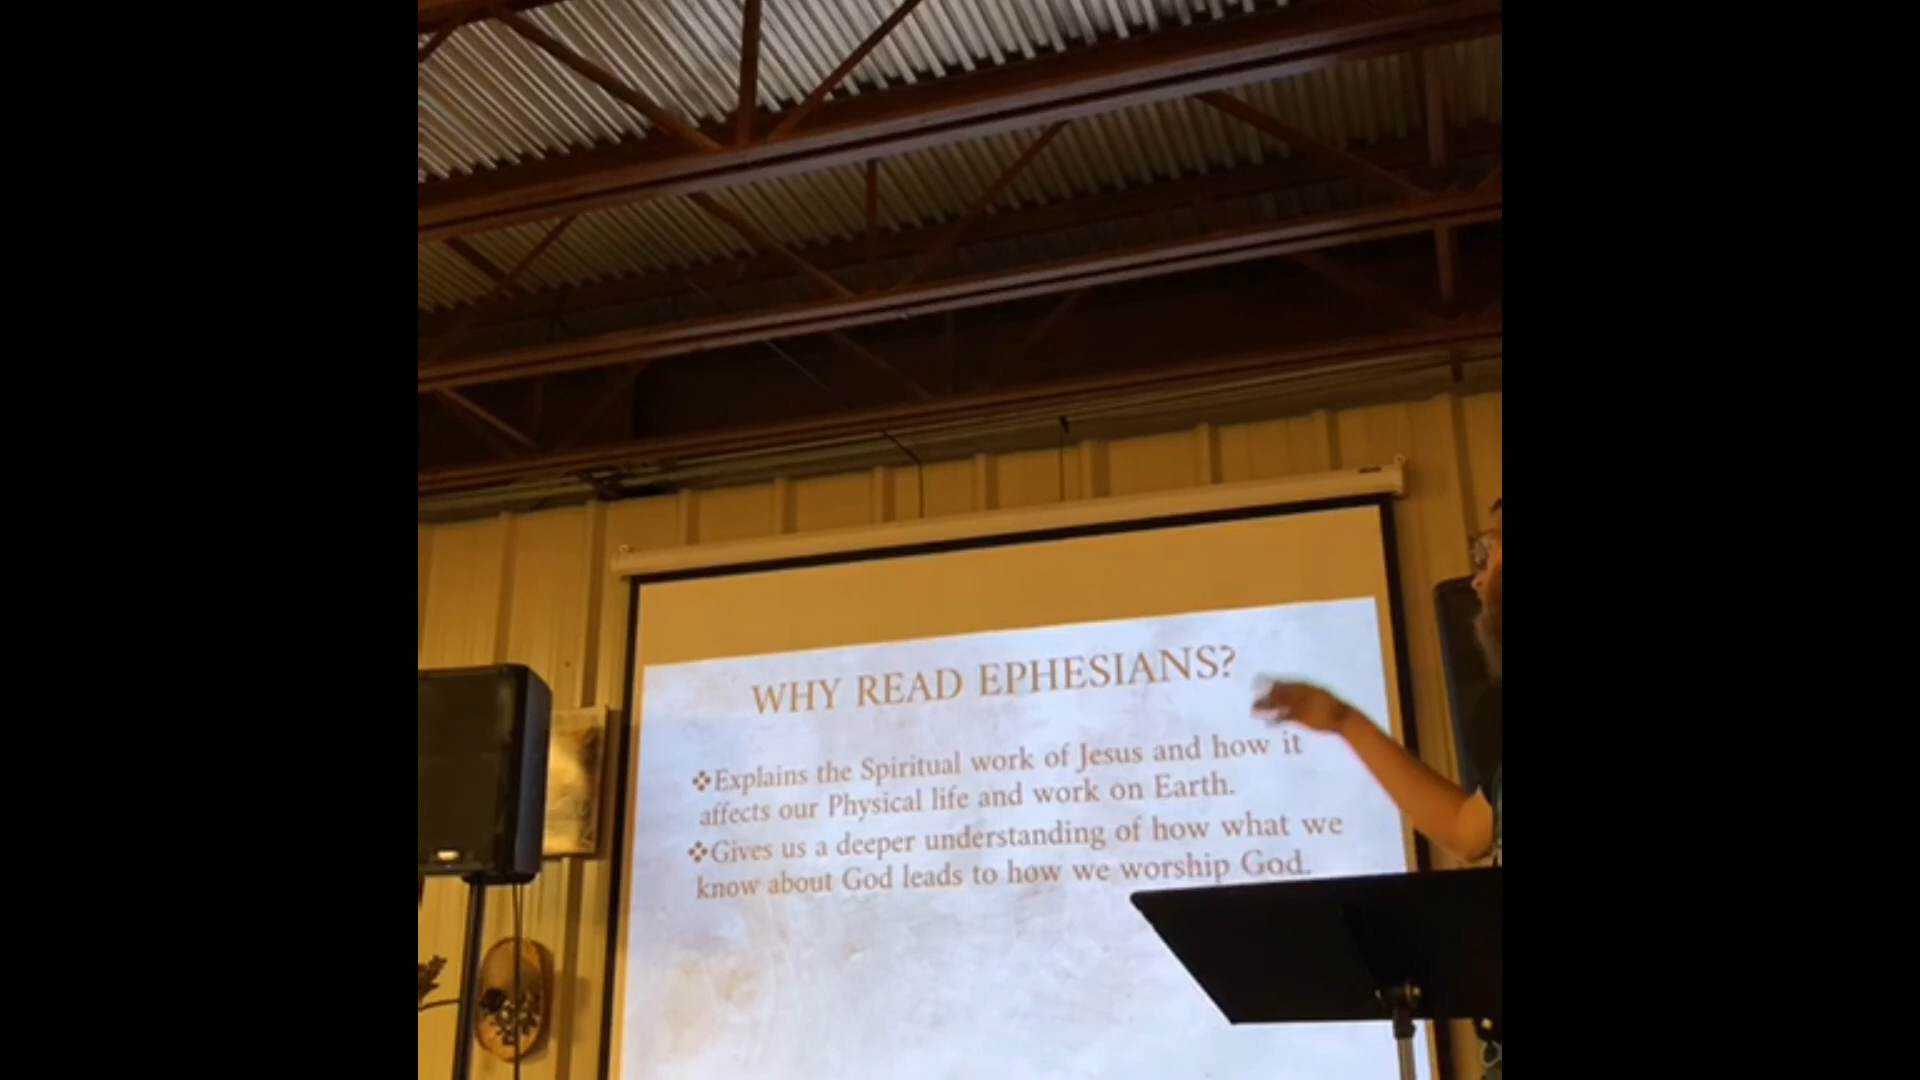 WHY READ EPHESIANS?
❖Explains the Spiritual work of Jesus and how it
affects our Physical life and work on Earth.
❖Gives us a deeper understanding of how what we
know about God leads to how we worship God.